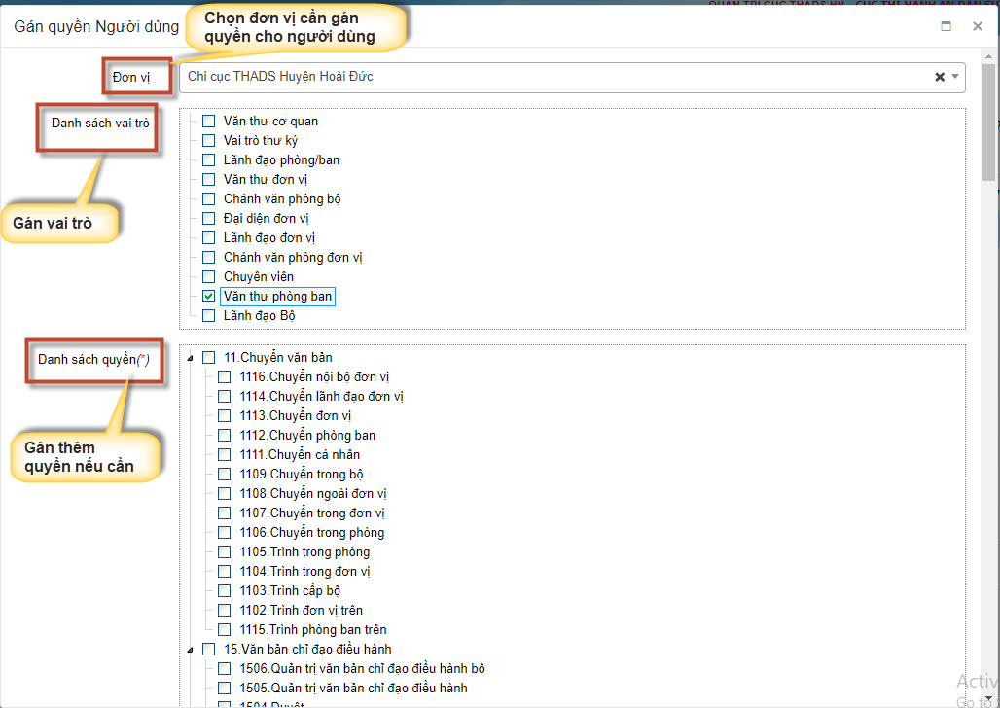 QUẢN TRỊ CỤC THADS HN - CỤC THI HÀNH ÁN DÂN SỰ
Gán quyền Người dùng
Chọn đơn vị cần gán
quyền cho người dùng
Đơn vị
Chi cục THADS Huyện Hoài Đức
Danh sách vai trò
Văn thư cơ quan
Vai trò thư ký
Lãnh đạo phòng/ban
Văn thư đơn vị
Chánh văn phòng bộ
Đại diện đơn vị
Lãnh đạo đơn vị
Chánh văn phòng đơn vị
Chuyên viên
Văn thư phòng ban
Lãnh đạo Bộ
Gán vai trò
Danh sách quyền(*)
Gán thêm
quyền nếu cần
11.Chuyển văn bản
1116.Chuyển nội bộ đơn vị
1114.Chuyển lãnh đạo đơn vị
1113.Chuyển đơn vị
1112.Chuyển phòng ban
1111.Chuyển cá nhân
1109.Chuyển trong bộ
1108.Chuyển ngoài đơn vị
1107.Chuyển trong đơn vị
1106.Chuyển trong phòng
1105.Trình trong phòng
1104.Trình trong đơn vị
1103.Trình cấp bộ
1102.Trình đơn vị trên
1115.Trình phòng ban trên
15.Văn bản chỉ đạo điều hành
1506.Quản trị văn bản chỉ đạo điều hành bộ
1505.Quản trị văn bản chỉ đạo điều hành
1504.Duyệt
Activ
Go to